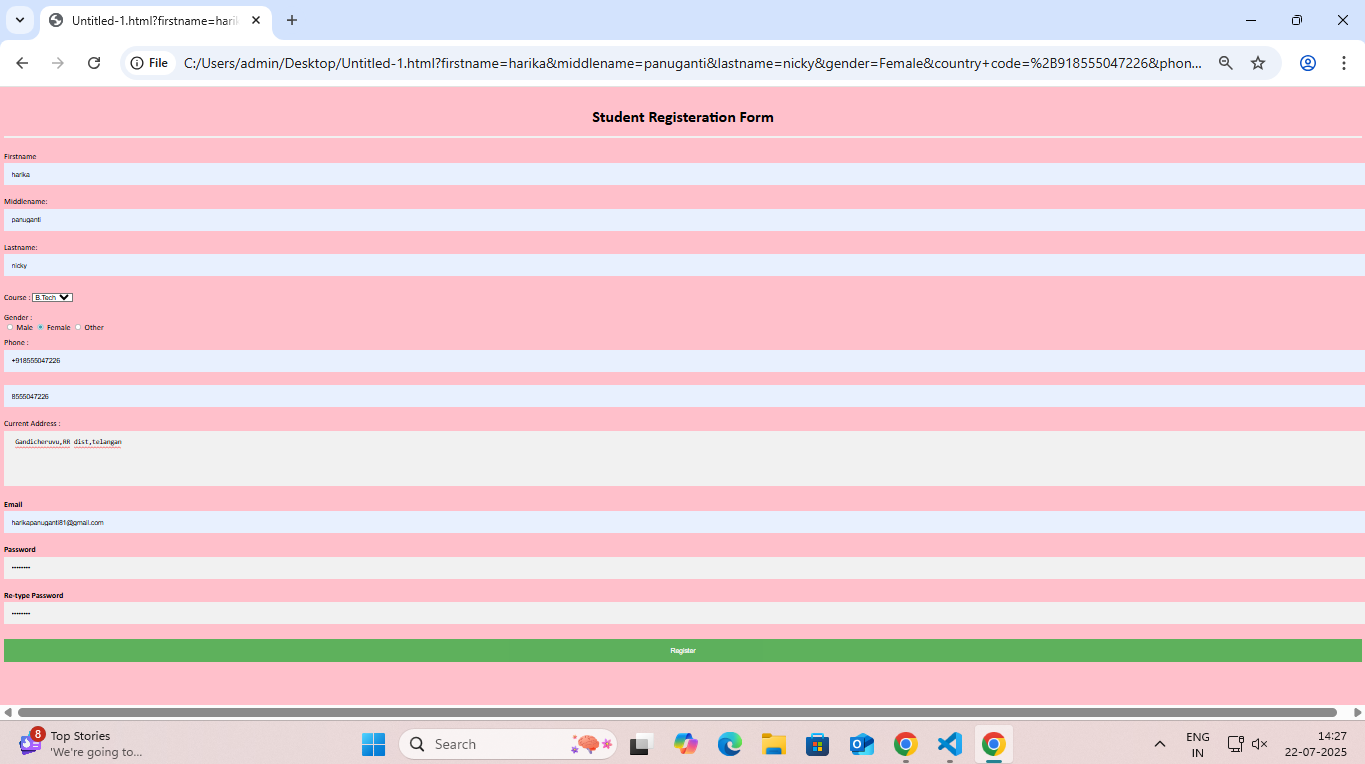 Untitled-1.html?firstname=harik
File
C:/Users/admin/Desktop/Untitled-1.html?firstname=harika&middlename=panuganti&lastname=nicky&gender=Female&country+code=%2B918555047226&phon...
Student Registeration Form
Firstname
harika
Middlename:
panuganti
Lastname:
nicky
Course : B.Tech
Gender :
Male Female Other
Phone :
+918555047226
8555047226
Current Address :
Gandicheruvu,RR dist,telangan
Email
harikapanuganti81@gmail.com
Password
••••••••
Re-type Password
••••••••
Register
8
Top Stories
'We're going to...
Search
ENG
IN
14:27
22-07-2025